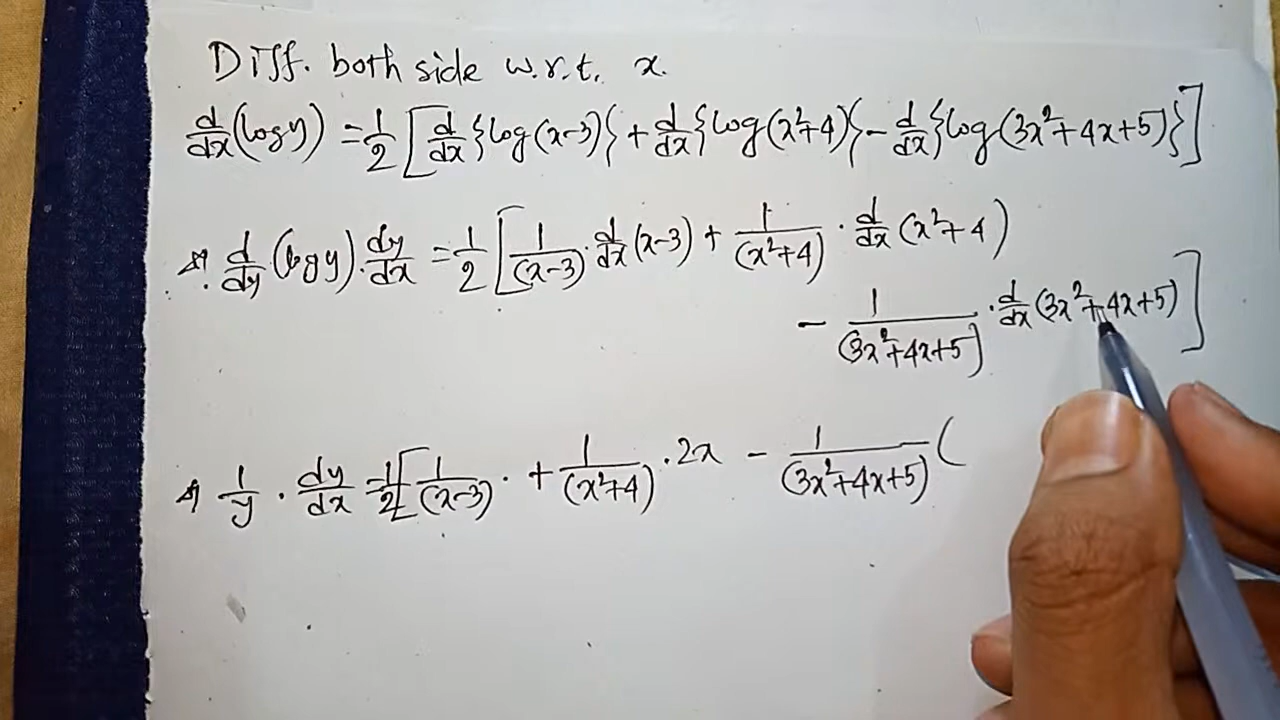 Diff. both side w.r.t. x.
d/dx (log y) = 1/2 [ d/dx {log(x-3)} + d/dx {log(x²+4)} - d/dx {log(3x²+4x+5)} ]
⇒ d/dy (log y) · dy/dx = 1/2 [ 1/(x-3) · d/dx (x-3) + 1/(x²+4) · d/dx (x²+4)
- 1/(3x²+4x+5) · d/dx (3x²+4x+5) ]
⇒ 1/y · dy/dx = 1/2 [ 1/(x-3) · + 1/(x²+4) · 2x - 1/(3x²+4x+5) (